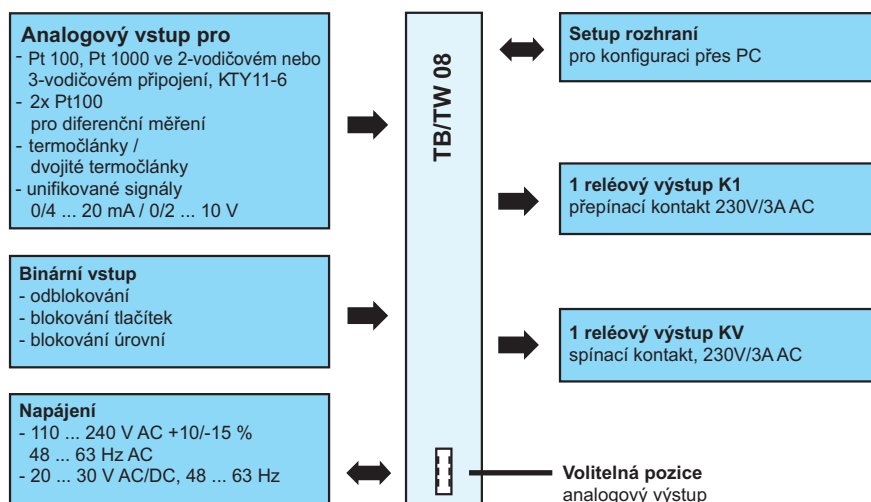 Analogový vstup pro
- Pt 100, Pt 1000 ve 2-vodičovém nebo
3-vodičovém připojení, KTY11-6
- 2x Pt100
pro diferenční měření
- termočlánky /
dvojité termočlánky
- unifikované signály
0/4 ... 20 mA / 0/2 ... 10 V
Binární vstup
- odblokování
- blokování tlačítek
- blokování úrovní
Napájení
- 110 ... 240 V AC +10/-15 %
48 ... 63 Hz AC
- 20 ... 30 V AC/DC, 48 ... 63 Hz
TB/TW 08
Setup rozhraní
pro konfiguraci přes PC
1 reléový výstup K1
přepínací kontakt 230V/3A AC
1 reléový výstup KV
spínací kontakt, 230V/3A AC
Volitelná pozice
analogový výstup